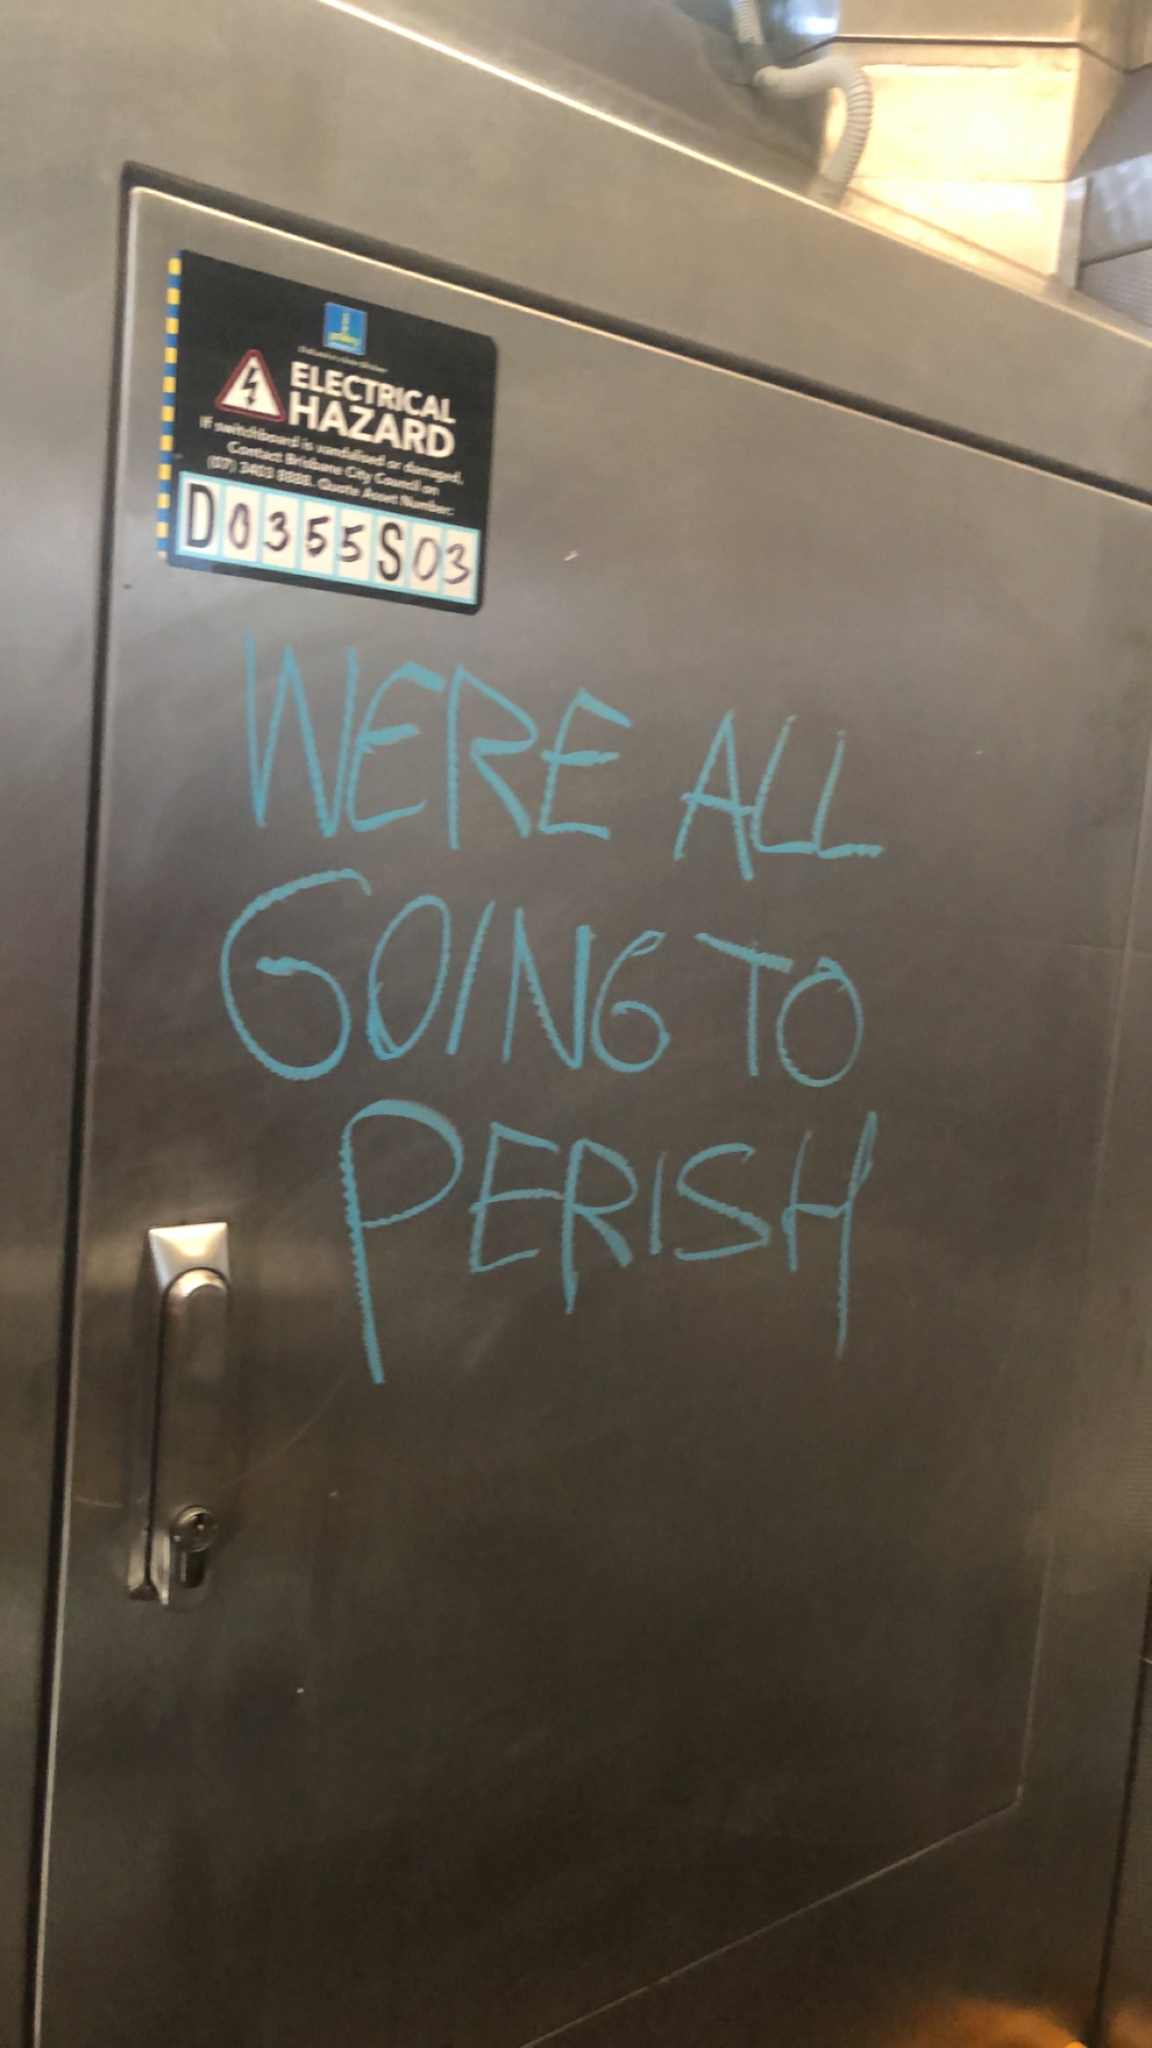 ELECTRICAL
HAZARD
If switchboard is vandalised or damaged,
Contact Brisbane City Council on
(07) 3403 8888. Quote Asset Number:
D0355S03
WERE ALL
GOING TO
PERISH